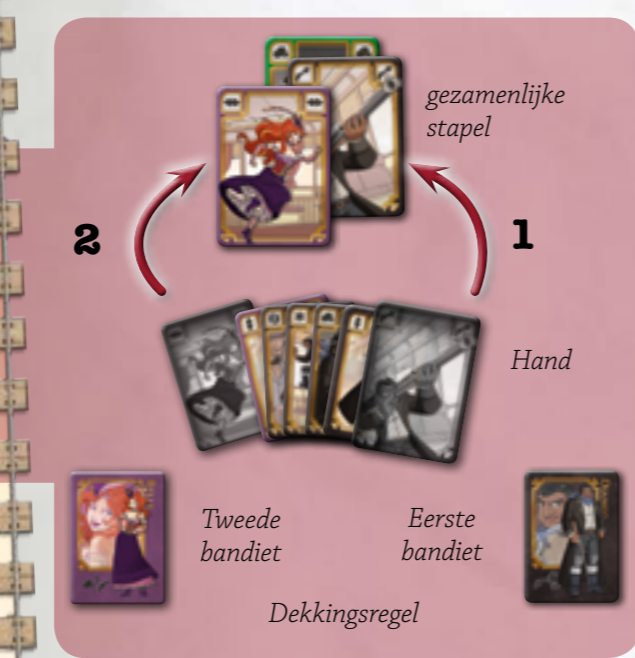 gezamenlijke
stapel
2
1
Hand
Tweede
bandiet
Eerste
bandiet
Dekkingsregel